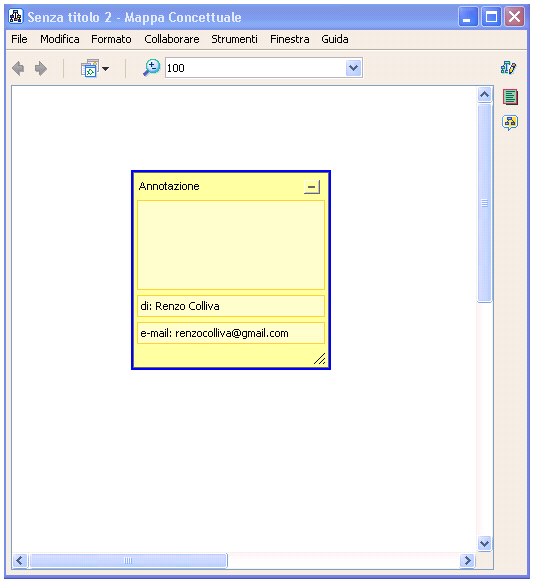 Senza titolo 2 - Mappa Concettuale
File Modifica Formato Collaborare Strumenti Finestra Guida
100
Annotazione
di: Renzo Colliva
e-mail: renzocolliva@gmail.com